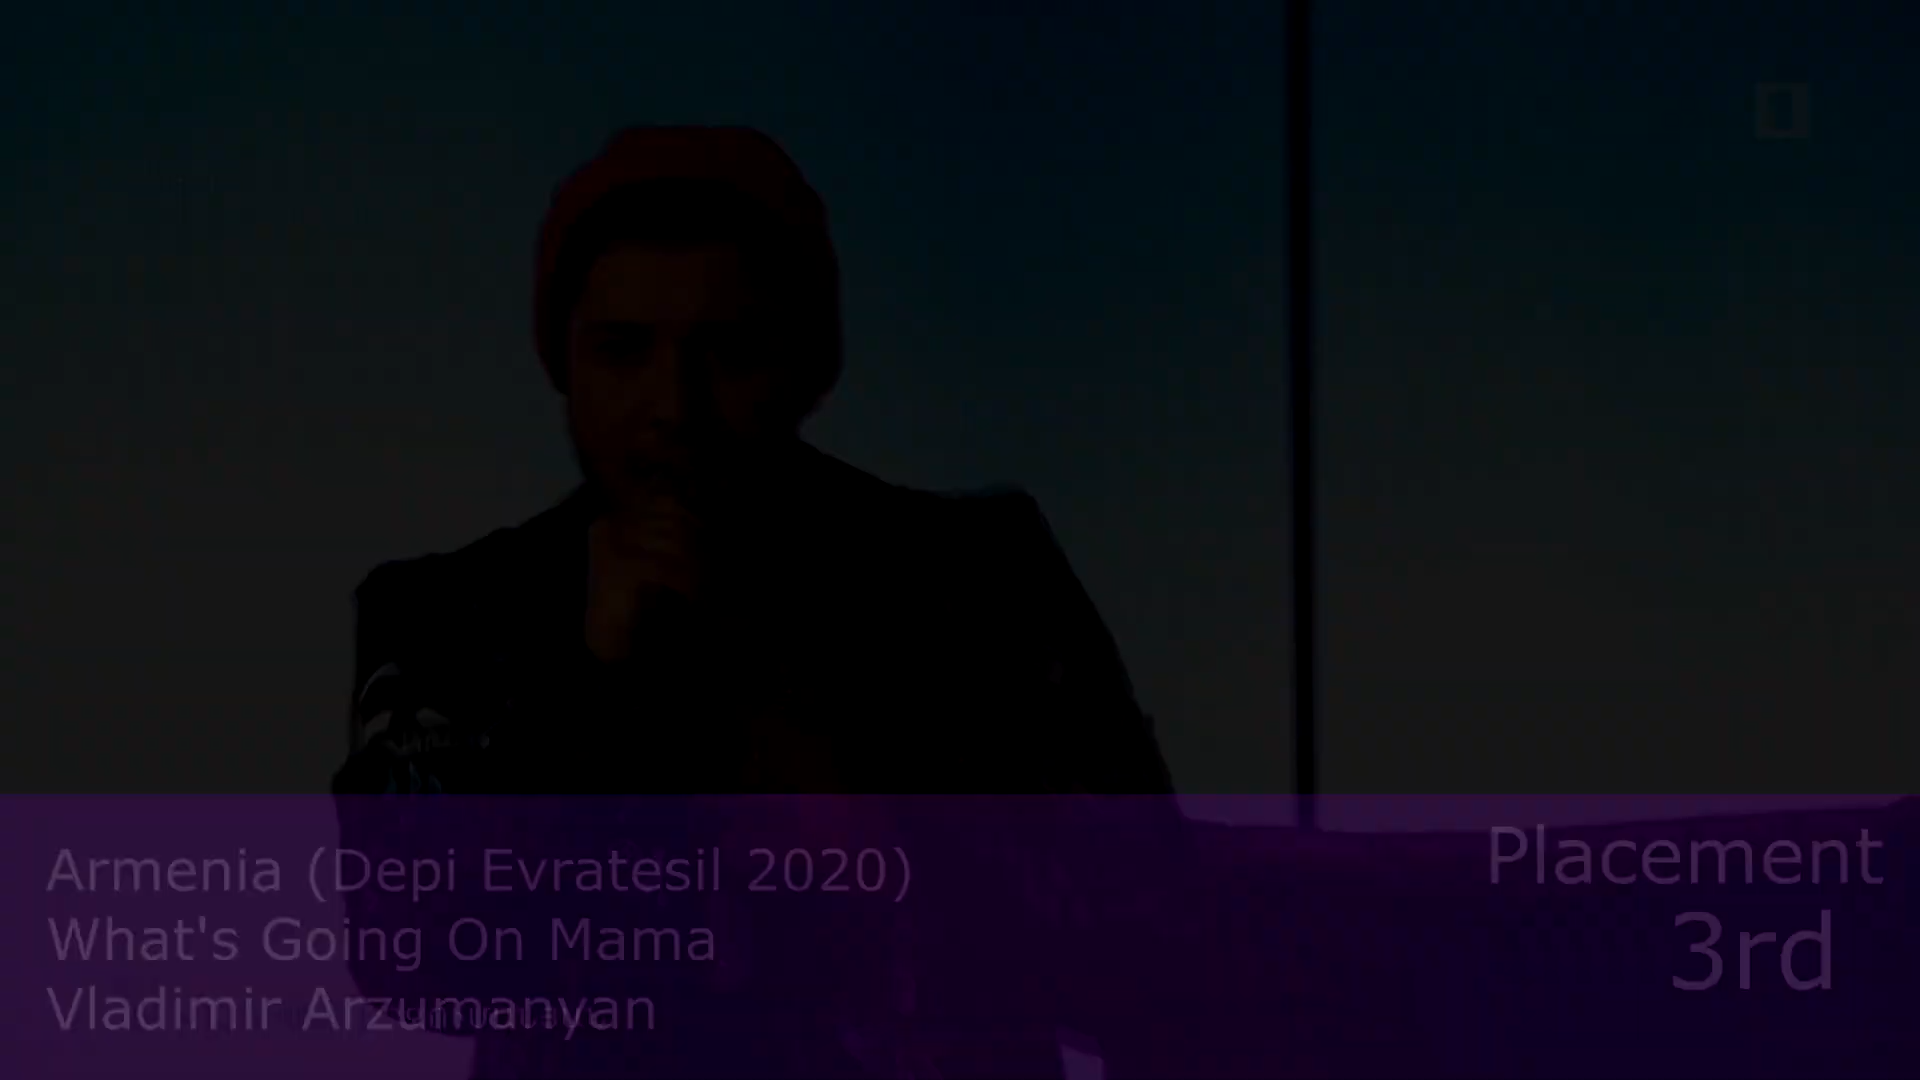 Armenia (Depi Evratesil 2020)
What's Going On Mama
Vladimir Arzumanyan
Placement
3rd